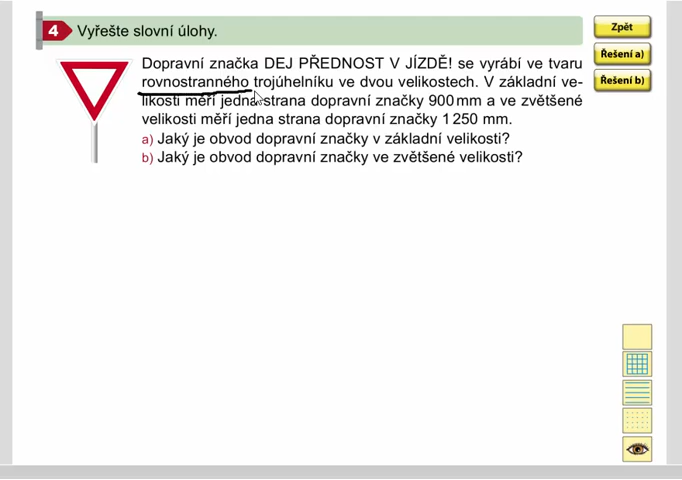 4 Vyřešte slovní úlohy.
Zpět
Řešení a)
Řešení b)
Dopravní značka DEJ PŘEDNOST V JÍZDĚ! se vyrábí ve tvaru
rovnostranného trojúhelníku ve dvou velikostech. V základní ve-
likosti měří jedna strana dopravní značky 900 mm a ve zvětšené
velikosti měří jedna strana dopravní značky 1 250 mm.
a) Jaký je obvod dopravní značky v základní velikosti?
b) Jaký je obvod dopravní značky ve zvětšené velikosti?